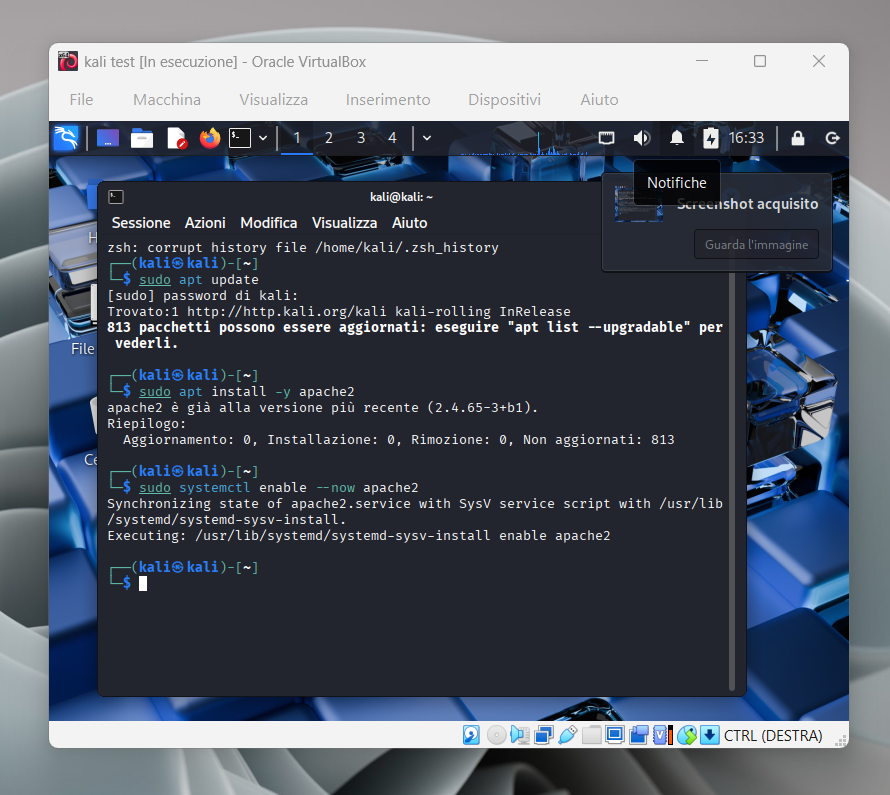 kali test [In esecuzione] - Oracle VirtualBox
File Macchina Visualizza Inserimento Dispositivi Aiuto
1 2 3 4 16:33
Notifiche
Screenshot acquisito
Guarda l'immagine
kali@kali: ~
Sessione Azioni Modifica Visualizza Aiuto
zsh: corrupt history file /home/kali/.zsh_history
┌──(kali㉿kali)-[~]
└─$ sudo apt update
[sudo] password di kali:
Trovato:1 http://http.kali.org/kali kali-rolling InRelease
813 pacchetti possono essere aggiornati: eseguire "apt list --upgradable" per
vederli.
┌──(kali㉿kali)-[~]
└─$ sudo apt install -y apache2
apache2 è già alla versione più recente (2.4.65-3+b1).
Riepilogo:
Aggiornamento: 0, Installazione: 0, Rimozione: 0, Non aggiornati: 813
┌──(kali㉿kali)-[~]
└─$ sudo systemctl enable --now apache2
Synchronizing state of apache2.service with SysV service script with /usr/lib
/systemd/systemd-sysv-install.
Executing: /usr/lib/systemd/systemd-sysv-install enable apache2
┌──(kali㉿kali)-[~]
└─$
File
CTRL (DESTRA)